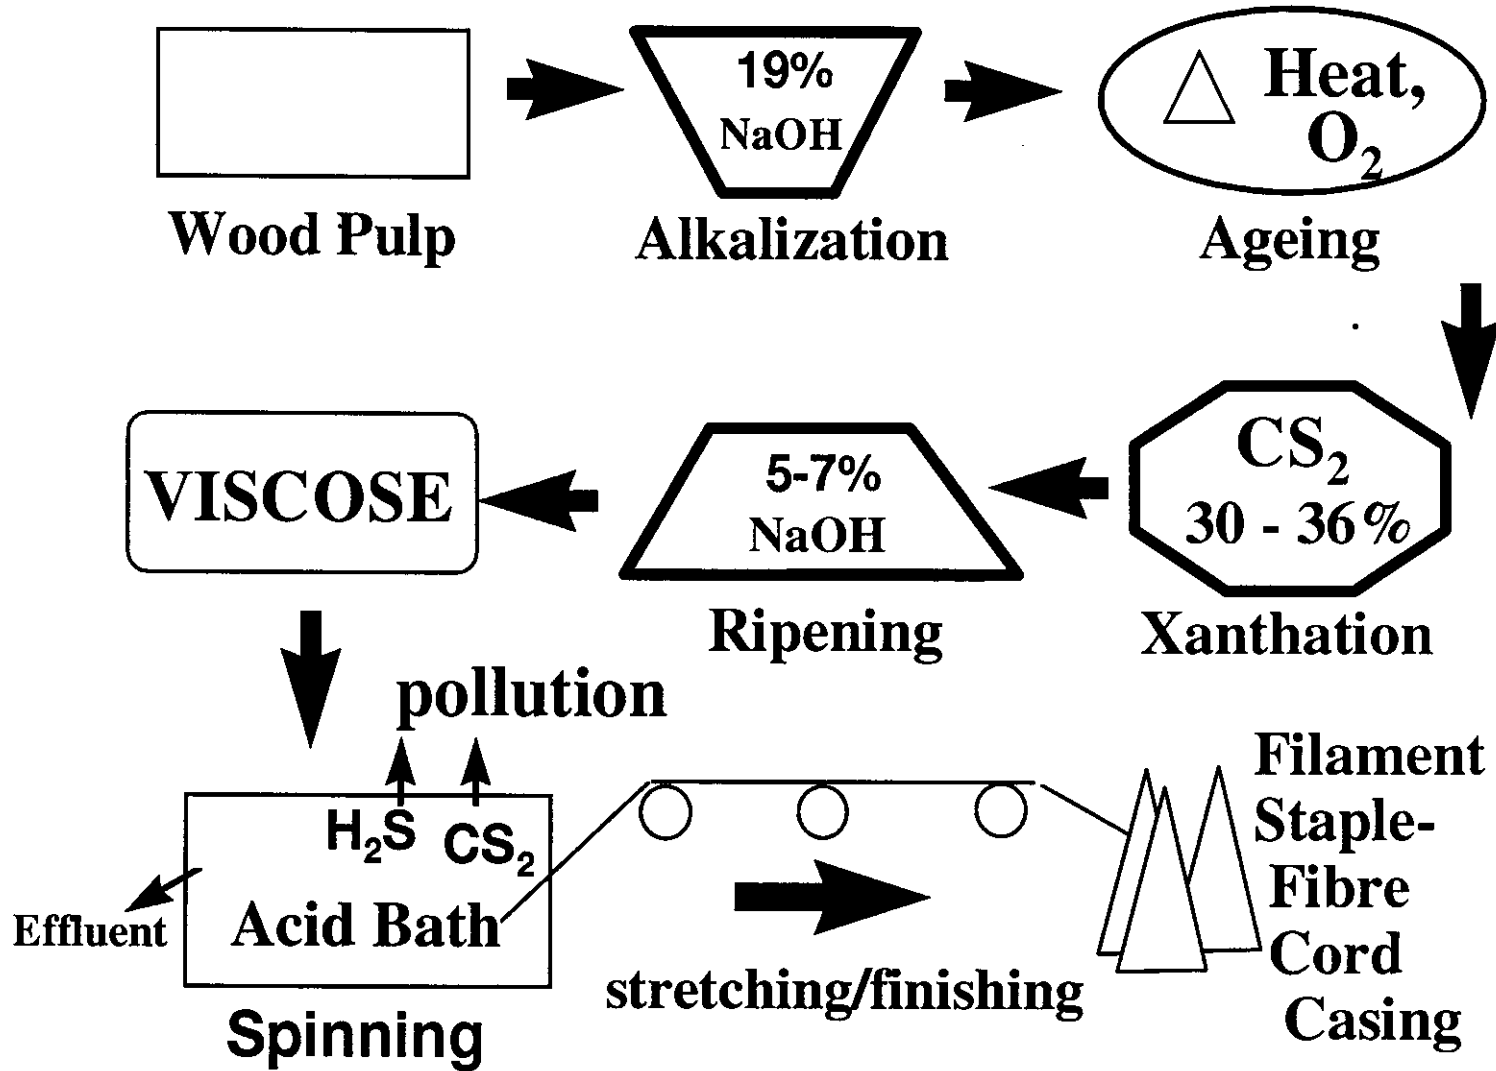 19%
NaOH
△ Heat,
O₂
Wood Pulp
Alkalization
Ageing
VISCOSE
5-7%
NaOH
CS₂
30 - 36%
Ripening
Xanthation
pollution
H₂S CS₂
Effluent
Acid Bath
Spinning
stretching/finishing
Filament
Staple-
Fibre
Cord
Casing